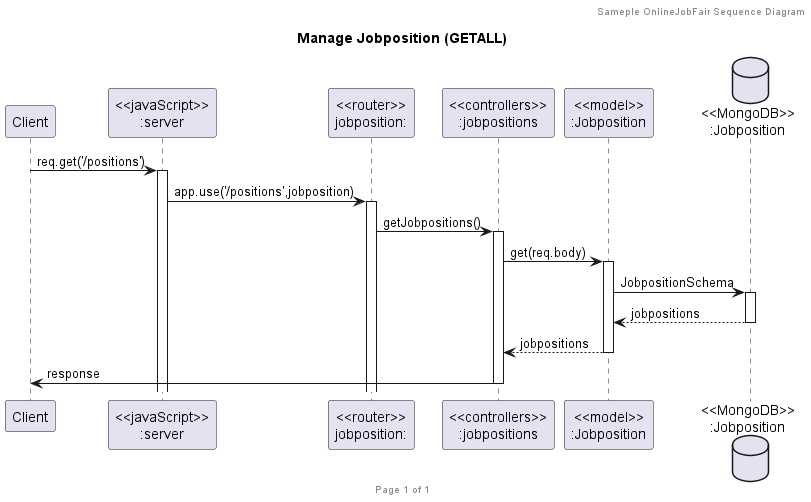 Sameple OnlineJobFair Sequence Diagram
Manage Jobposition (GETALL)
Client
<<javaScript>>
:server
<<router>>
jobposition:
<<controllers>>
:jobpositions
<<model>>
:Jobposition
<<MongoDB>>
:Jobposition
req.get('/positions')
app.use('/positions',jobposition)
getJobpositions()
get(req.body)
JobpositionSchema
jobpositions
jobpositions
response
Client
<<javaScript>>
:server
<<router>>
jobposition:
<<controllers>>
:jobpositions
<<model>>
:Jobposition
<<MongoDB>>
:Jobposition
Page 1 of 1